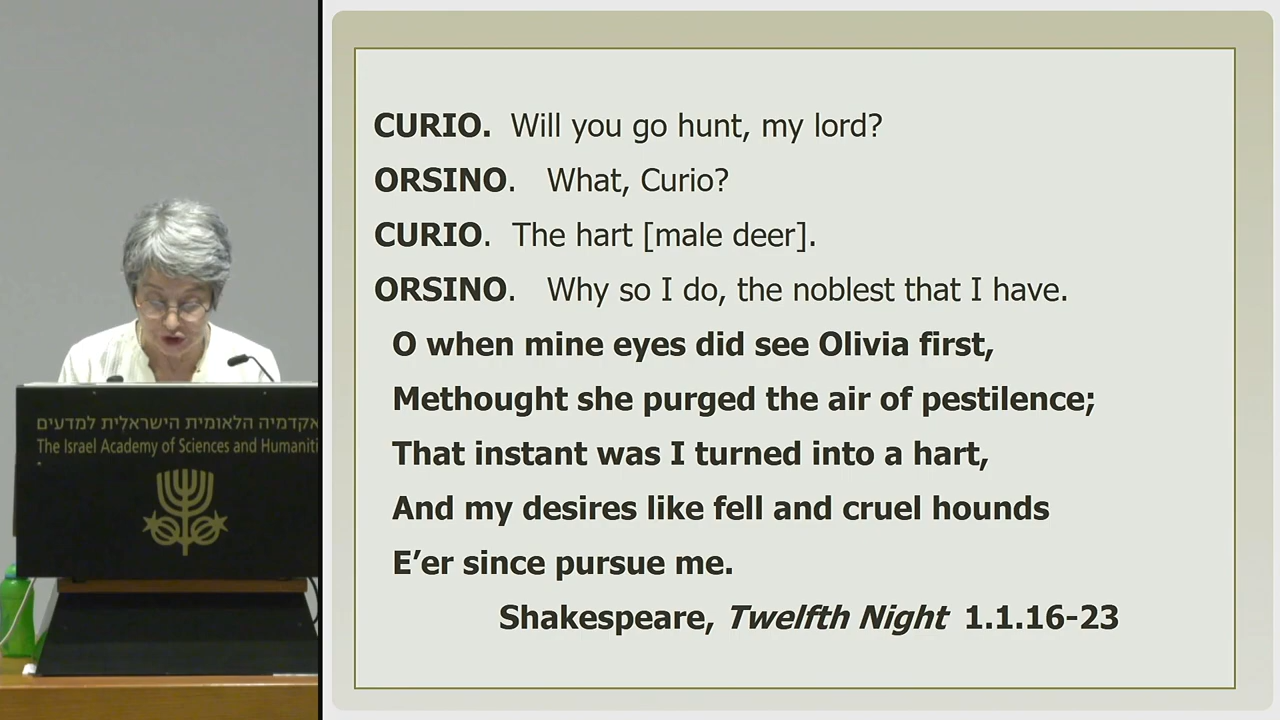 CURIO. Will you go hunt, my lord?
ORSINO. What, Curio?
CURIO. The hart [male deer].
ORSINO. Why so I do, the noblest that I have.
O when mine eyes did see Olivia first,
Methought she purged the air of pestilence;
That instant was I turned into a hart,
And my desires like fell and cruel hounds
E’er since pursue me.
Shakespeare, Twelfth Night 1.1.16-23
אקדמיה הלאומית הישראלית למדעים
The Israel Academy of Sciences and Humaniti